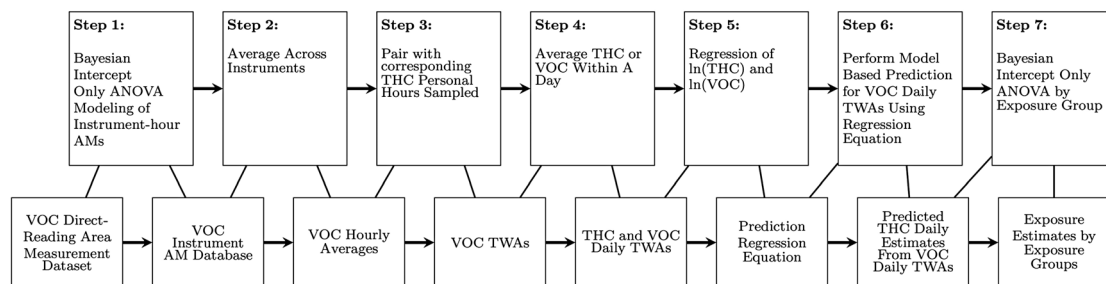 Step 1:
Bayesian
Intercept
Only ANOVA
Modeling of
Instrument-hour
AMs
Step 2:
Average Across
Instruments
Step 3:
Pair with
corresponding
THC Personal
Hours Sampled
Step 4:
Average THC or
VOC Within A
Day
Step 5:
Regression of
ln(THC) and
ln(VOC)
Step 6:
Perform Model
Based Prediction
for VOC Daily
TWAs Using
Regression
Equation
Step 7:
Bayesian
Intercept Only
ANOVA by
Exposure Group
VOC Direct-
Reading Area
Measurement
Dataset
VOC
Instrument
AM Database
VOC Hourly
Averages
VOC TWAs
THC and VOC
Daily TWAs
Prediction
Regression
Equation
Predicted
THC Daily
Estimates
From VOC
Daily TWAs
Exposure
Estimates by
Exposure
Groups